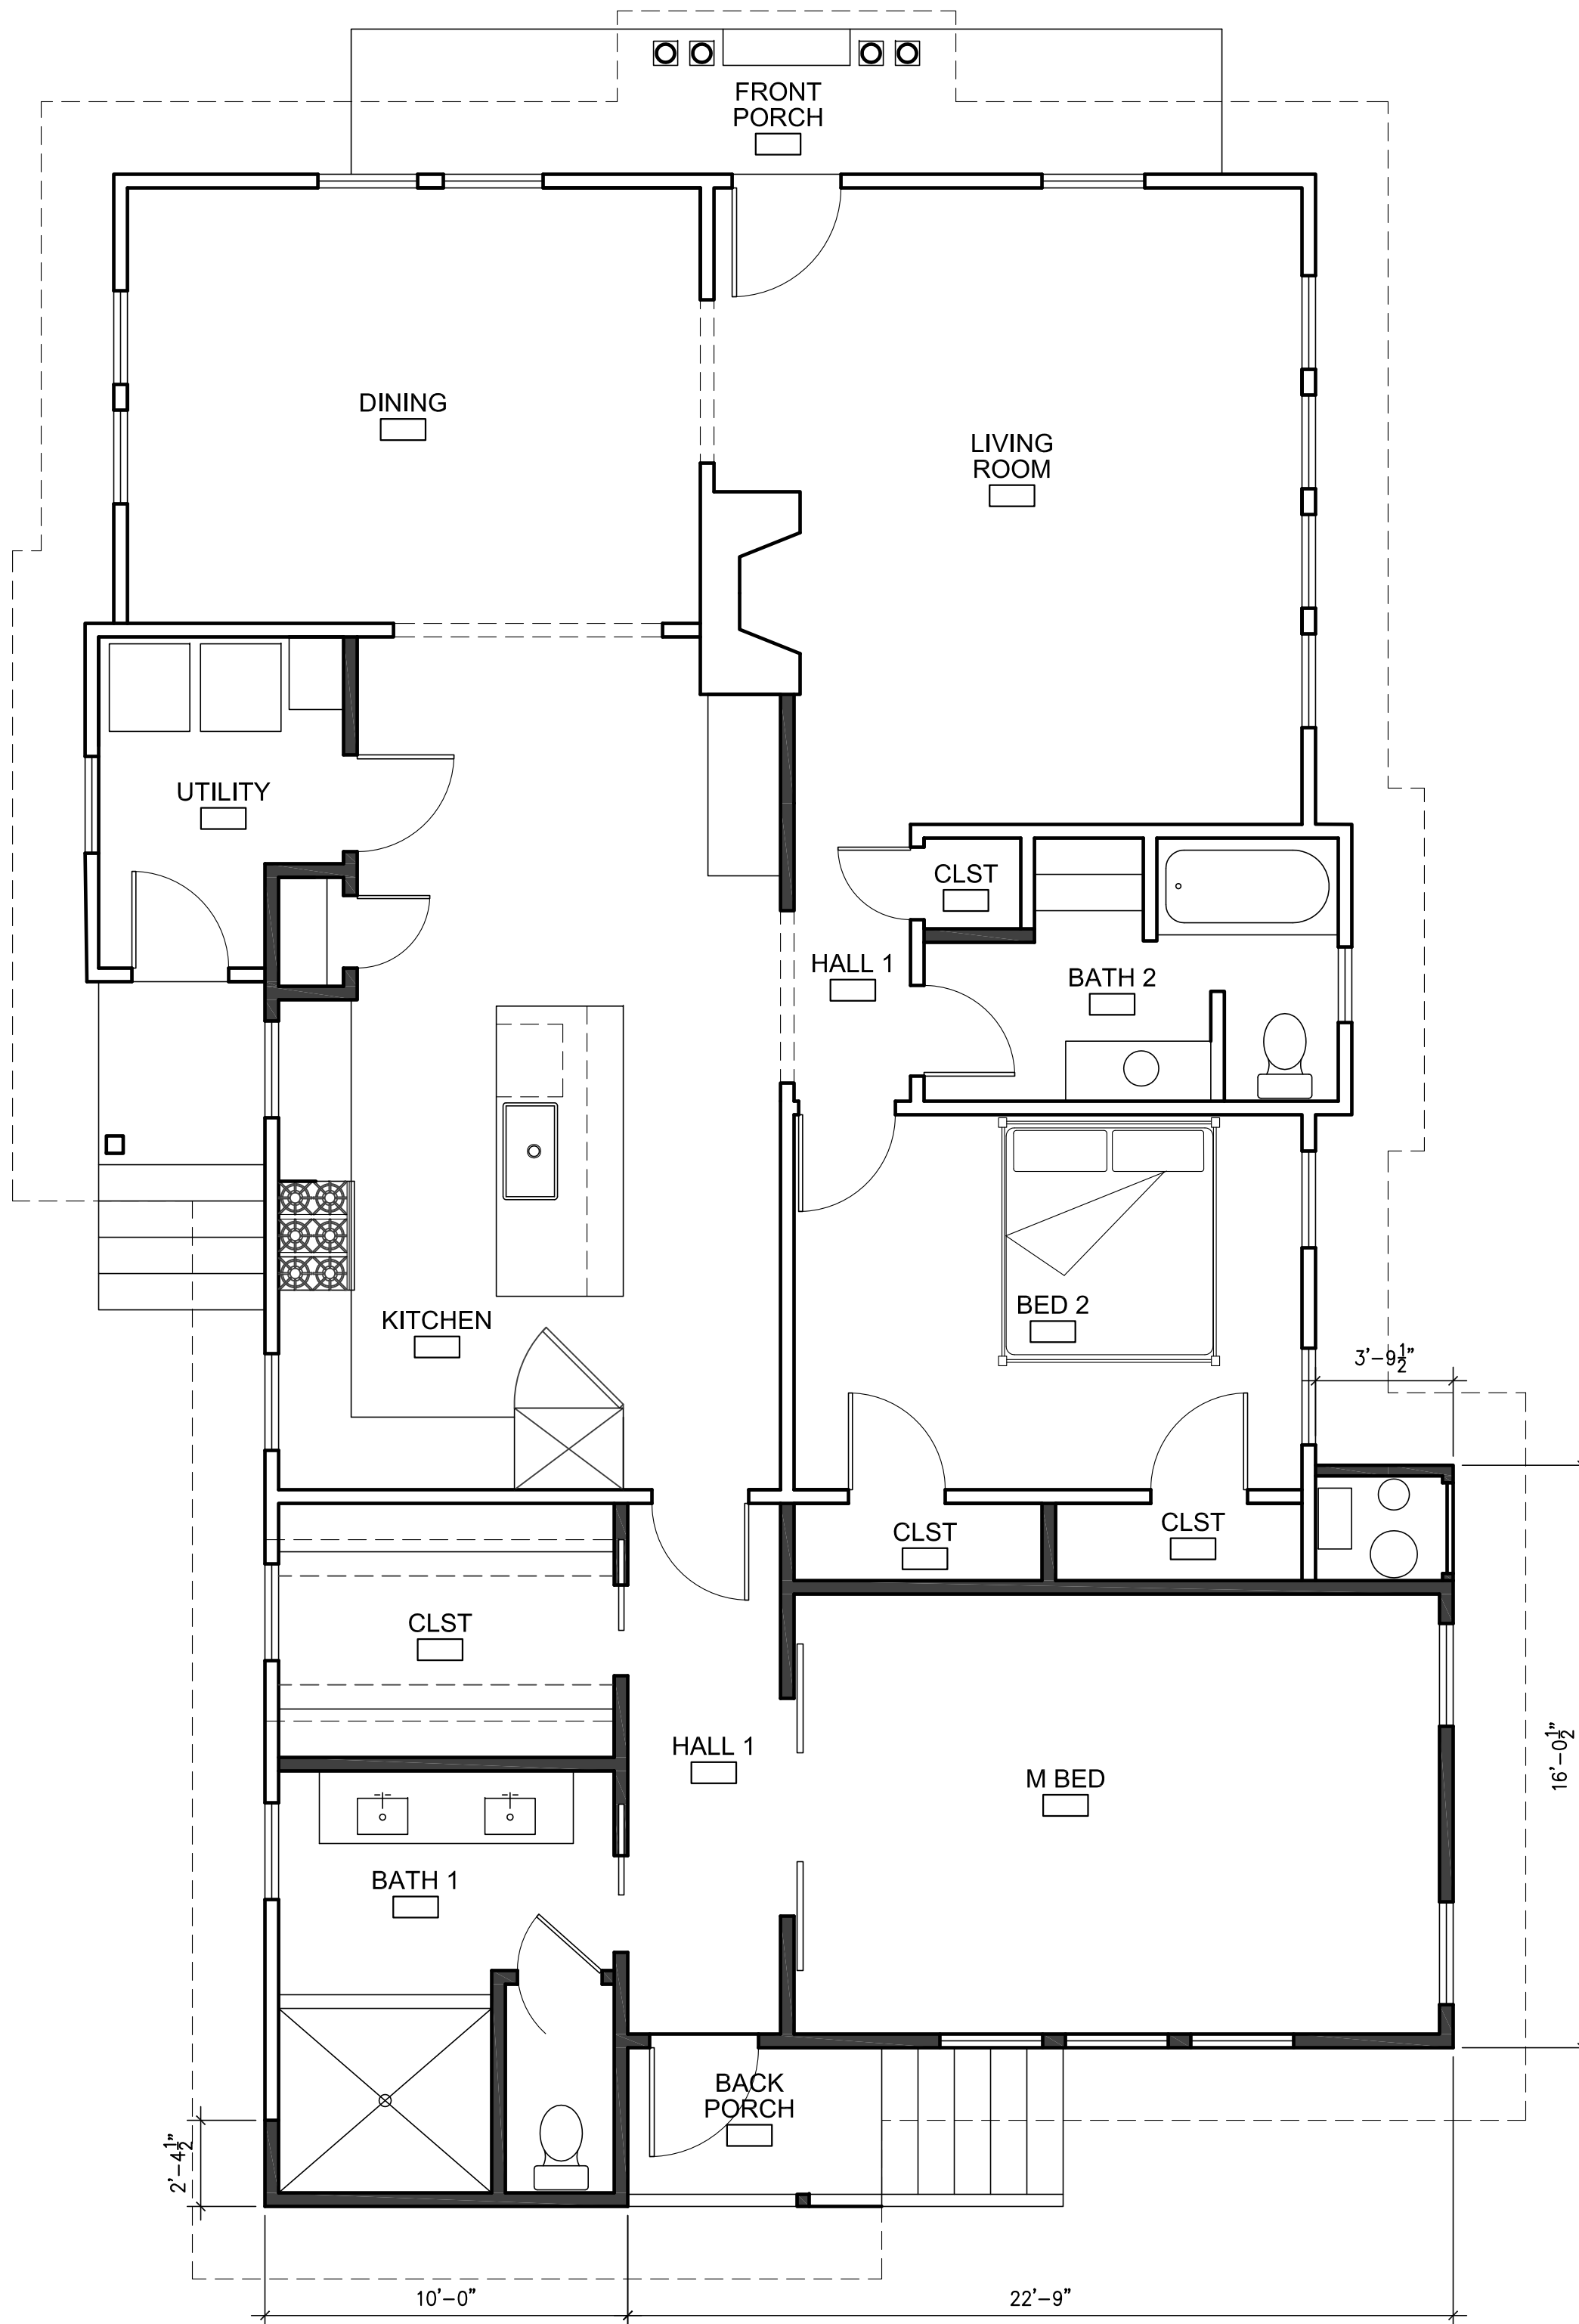 FRONT
PORCH
DINING
LIVING
ROOM
UTILITY
CLST
HALL 1
BATH 2
KITCHEN
BED 2
3'-9½"
CLST
CLST
CLST
HALL 1
M BED
16'-0½"
BATH 1
BACK
PORCH
2'-4½"
10'-0"
22'-9"